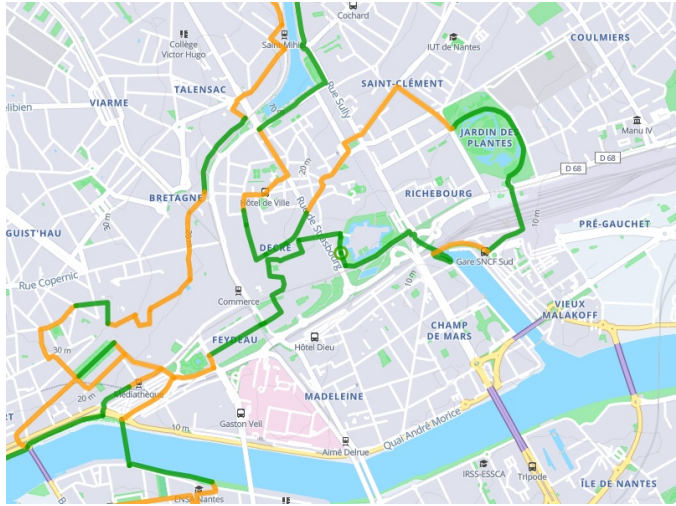 Cochard
Collège
Victor Hugo
Saint-Mihiel
IUT de Nantes
COULMIERS
TALENSAC
SAINT-CLÉMENT
Rue Sully
VIARME
JARDIN DES
PLANTES
Manu IV
D 68
D 68
20 m
BRETAGNE
Hôtel de Ville
RICHEBOURG
Rue de Strasbourg
10 m
PRÉ-GAUCHET
GUIST'HAU
DECRÉ
Gare SNCF Sud
Rue Copernic
10 m
Commerce
VIEUX
MALAKOFF
CHAMP
DE MARS
FEYDEAU
Hôtel Dieu
30 m
Médiathèque
MADELEINE
20 m
Gaston Veil
Quai André Morice
10 m
Aimé Delrue
IRSS-ESSCA
Tripode
ÎLE DE NANTES
ENSA Nantes